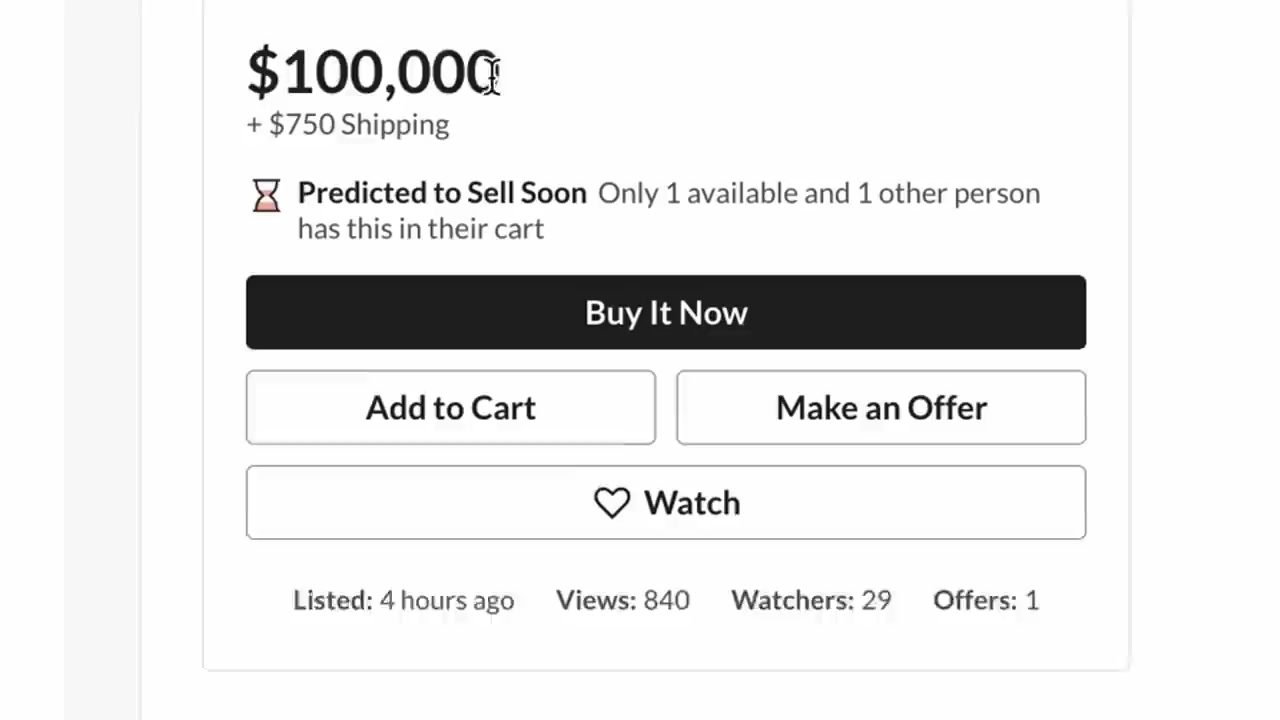 $100,000
+ $750 Shipping
Predicted to Sell Soon Only 1 available and 1 other person
has this in their cart
Buy It Now
Add to Cart
Make an Offer
Watch
Listed: 4 hours ago Views: 840 Watchers: 29 Offers: 1